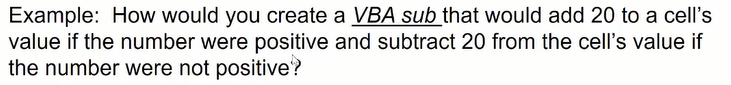 Example:  How would you create a VBA sub that would add 20 to a cell's
value if the number were positive and subtract 20 from the cell's value if
the number were not positive?